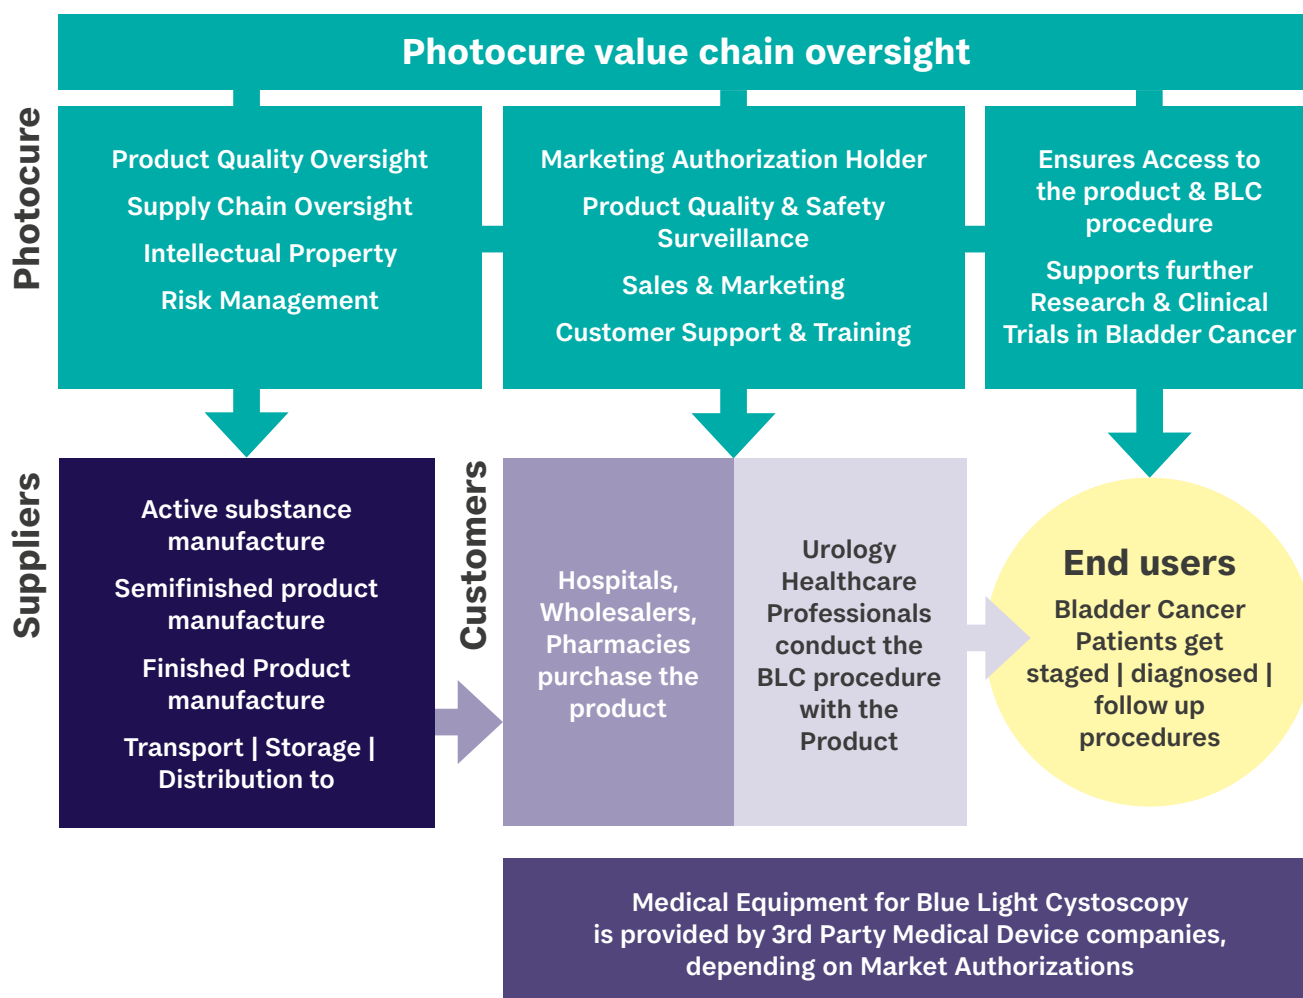 Photocure value chain oversight
Photocure
Product Quality Oversight
Supply Chain Oversight
Intellectual Property
Risk Management
Marketing Authorization Holder
Product Quality & Safety
Surveillance
Sales & Marketing
Customer Support & Training
Ensures Access to
the product & BLC
procedure
Supports further
Research & Clinical
Trials in Bladder Cancer
Suppliers
Active substance
manufacture
Semifinished product
manufacture
Finished Product
manufacture
Transport | Storage |
Distribution to
Customers
Hospitals,
Wholesalers,
Pharmacies
purchase the
product
Urology
Healthcare
Professionals
conduct the
BLC procedure
with the
Product
End users
Bladder Cancer
Patients get
staged | diagnosed |
follow up
procedures
Medical Equipment for Blue Light Cystoscopy
is provided by 3rd Party Medical Device companies,
depending on Market Authorizations